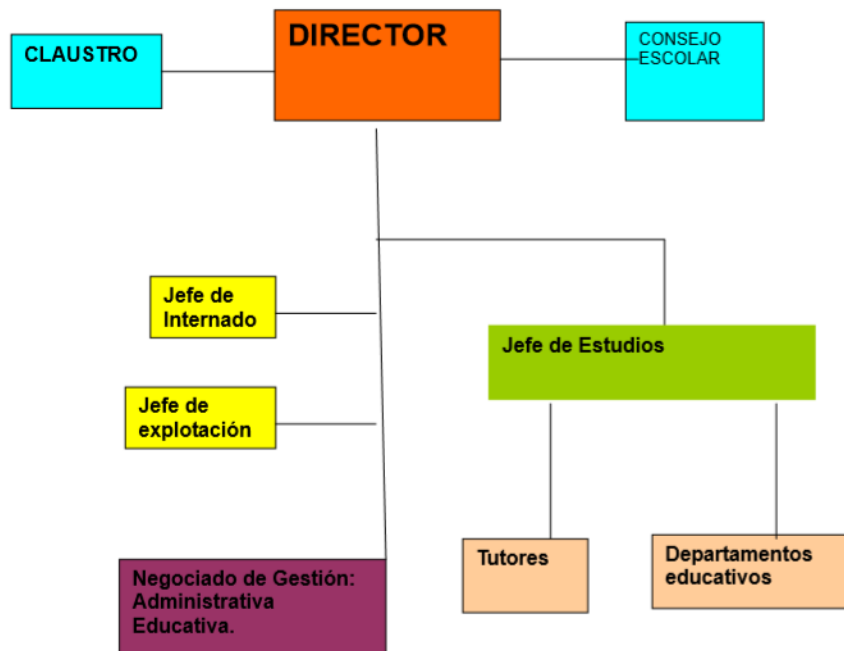 CLAUSTRO
DIRECTOR
CONSEJO
ESCOLAR
Jefe de
Internado
Jefe de Estudios
Jefe de
explotación
Tutores
Departamentos
educativos
Negociado de Gestión:
Administrativa
Educativa.